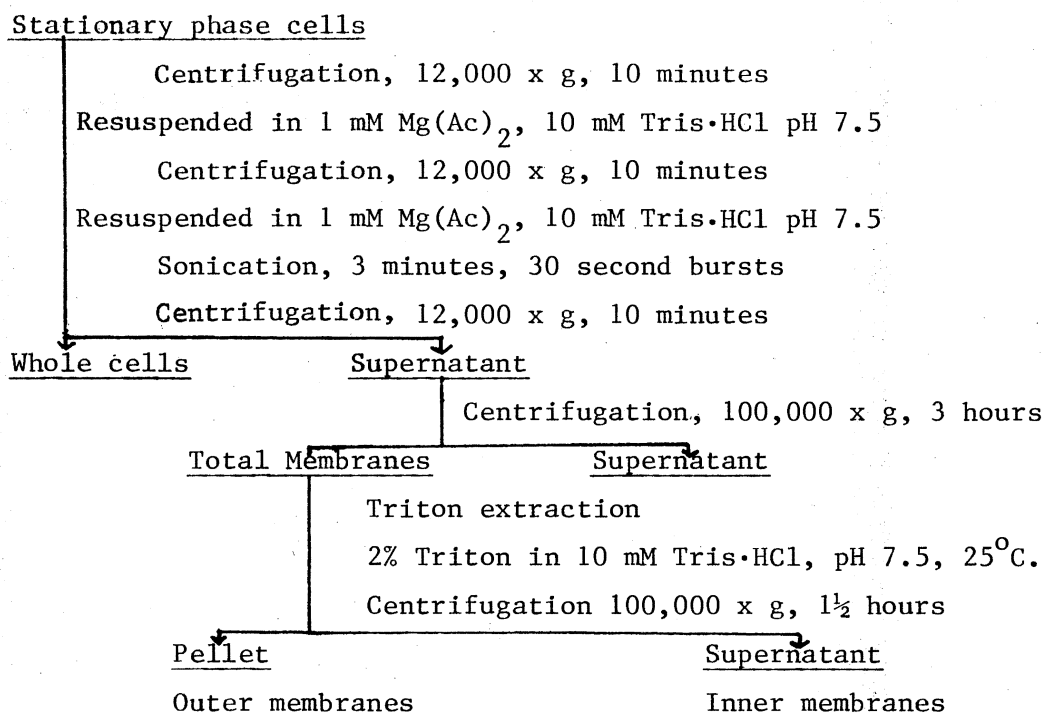 Stationary phase cells
Centrifugation, 12,000 x g, 10 minutes
Resuspended in 1 mM Mg(Ac)₂, 10 mM Tris·HCl pH 7.5
Centrifugation, 12,000 x g, 10 minutes
Resuspended in 1 mM Mg(Ac)₂, 10 mM Tris·HCl pH 7.5
Sonication, 3 minutes, 30 second bursts
Centrifugation, 12,000 x g, 10 minutes
Whole cells Supernatant
Centrifugation, 100,000 x g, 3 hours
Total Membranes Supernatant
Triton extraction
2% Triton in 10 mM Tris·HCl, pH 7.5, 25°C.
Centrifugation 100,000 x g, 1½ hours
Pellet Supernatant
Outer membranes Inner membranes